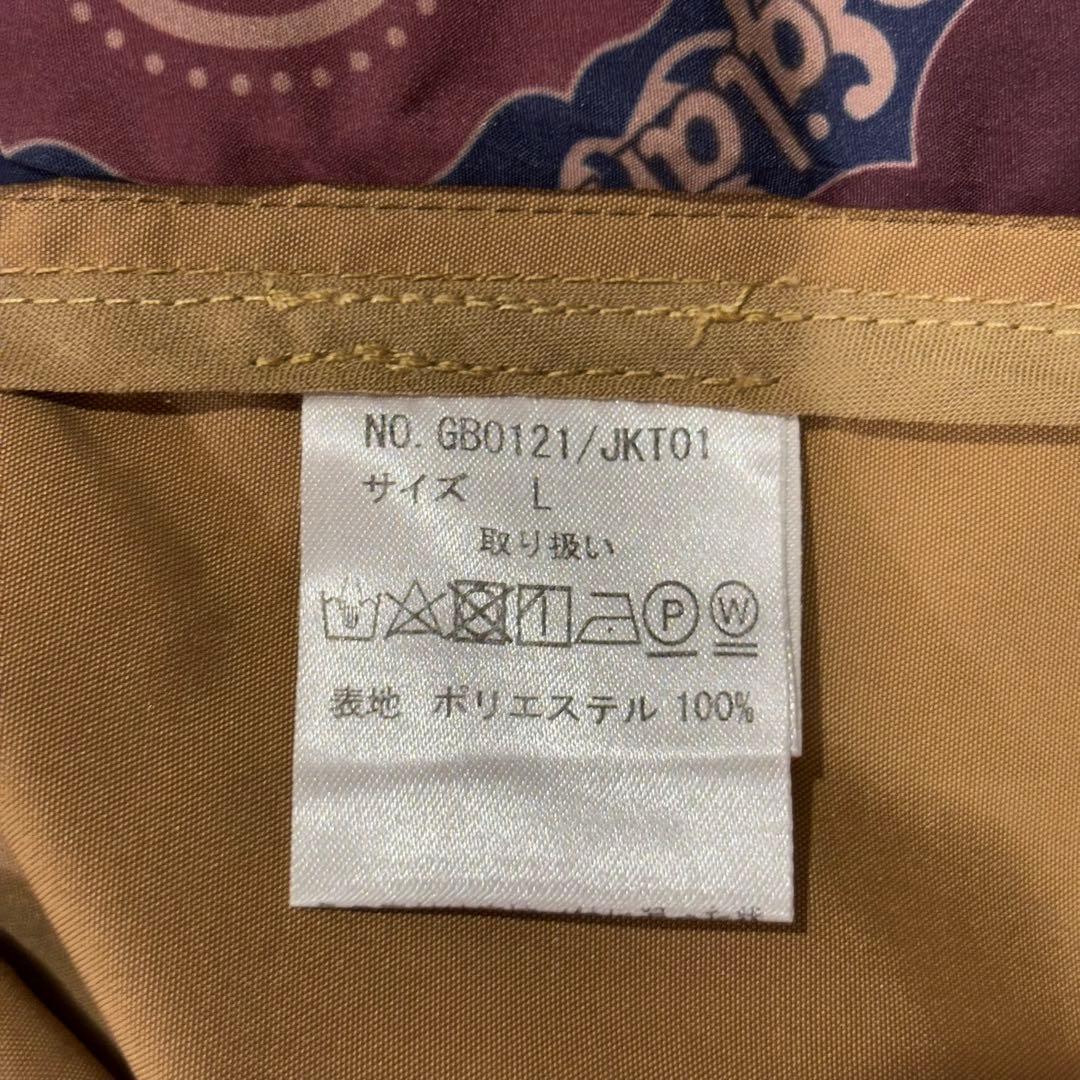 NO. GB0121/JKT01
サイズ L
取り扱い
P W
表地 ポリエステル 100%